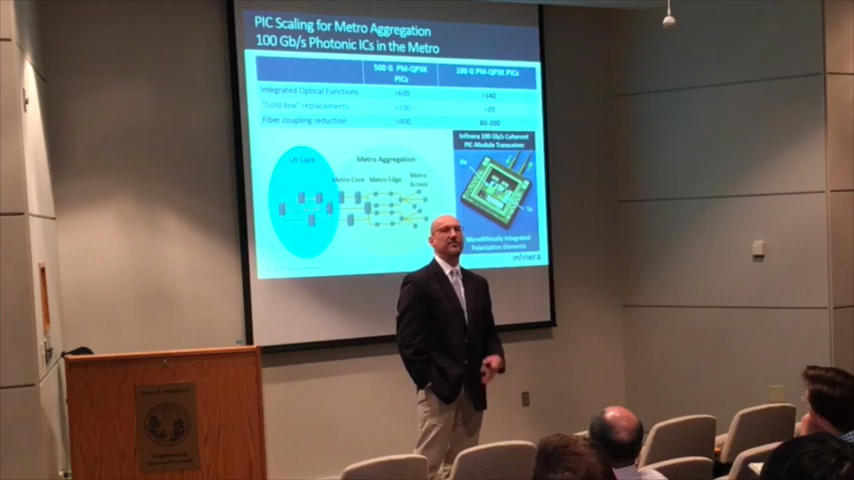 PIC Scaling for Metro Aggregation
100 Gb/s Photonic ICs in the Metro
500 G PM-QPSK PICs
100 G PM-QPSK PICs
Integrated Optical Functions >600 >140
"Gold box" replacements >100 >20
Fiber coupling reduction >400 80-200
LH Core
Metro Aggregation
Metro Core Metro Edge Metro Access
Infinera 100 Gb/s Coherent
PIC-Module Transceiver
Rx
Tx
Monolithically Integrated
Polarization Elements
infinera
Engineering